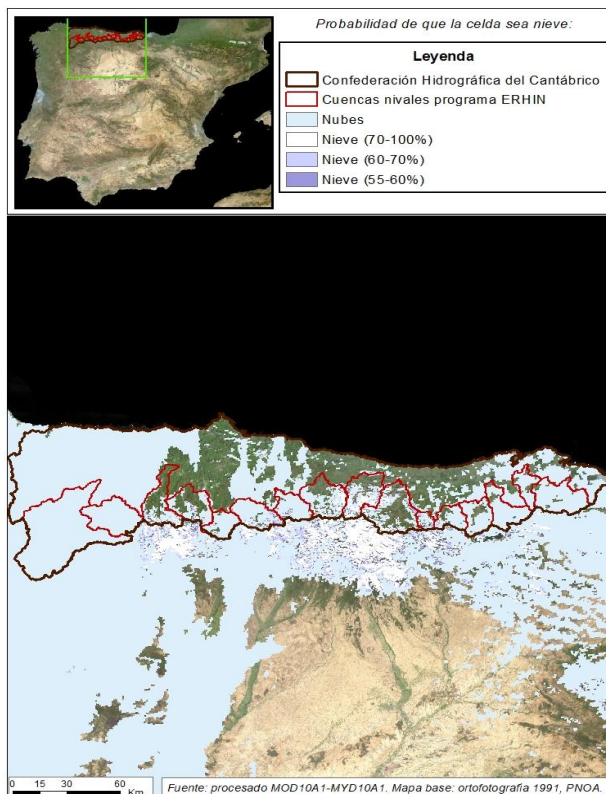 Probabilidad de que la celda sea nieve:
Leyenda
Confederación Hidrográfica del Cantábrico
Cuencas nivales programa ERHIN
Nubes
Nieve (70-100%)
Nieve (60-70%)
Nieve (55-60%)
0 15 30 60
Km
Fuente: procesado MOD10A1-MYD10A1. Mapa base: ortofotografia 1991, PNOA.